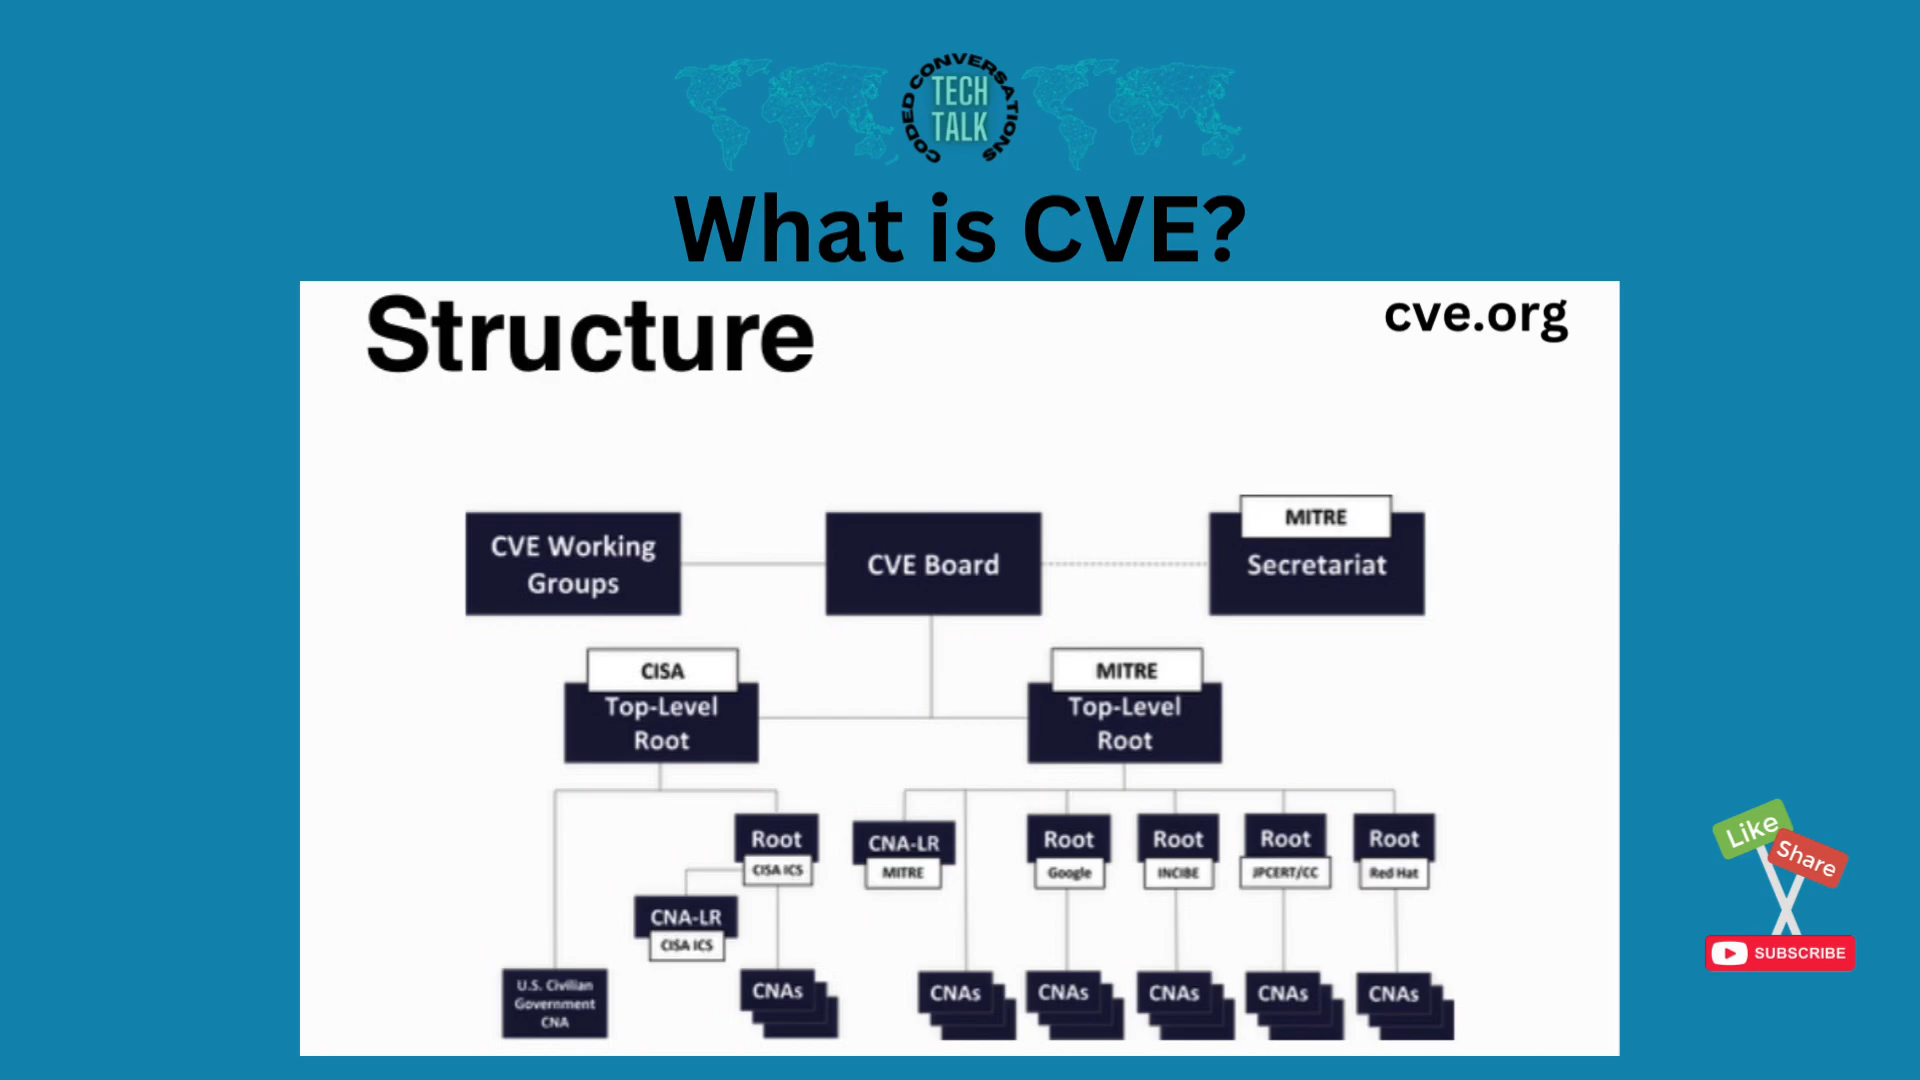 CODED CONVERSATIONS
TECH
TALK
What is CVE?
Structure
cve.org
MITRE
CVE Working
Groups
CVE Board
Secretariat
CISA
Top-Level
Root
MITRE
Top-Level
Root
Root
CISA ICS
CNA-LR
CISA ICS
U.S. Civilian
Government
CNA
CNAs
CNA-LR
MITRE
CNAs
Root
Google
CNAs
Root
INCIBE
CNAs
Root
JPCERT/CC
CNAs
Root
Red Hat
CNAs
Like
Share
SUBSCRIBE